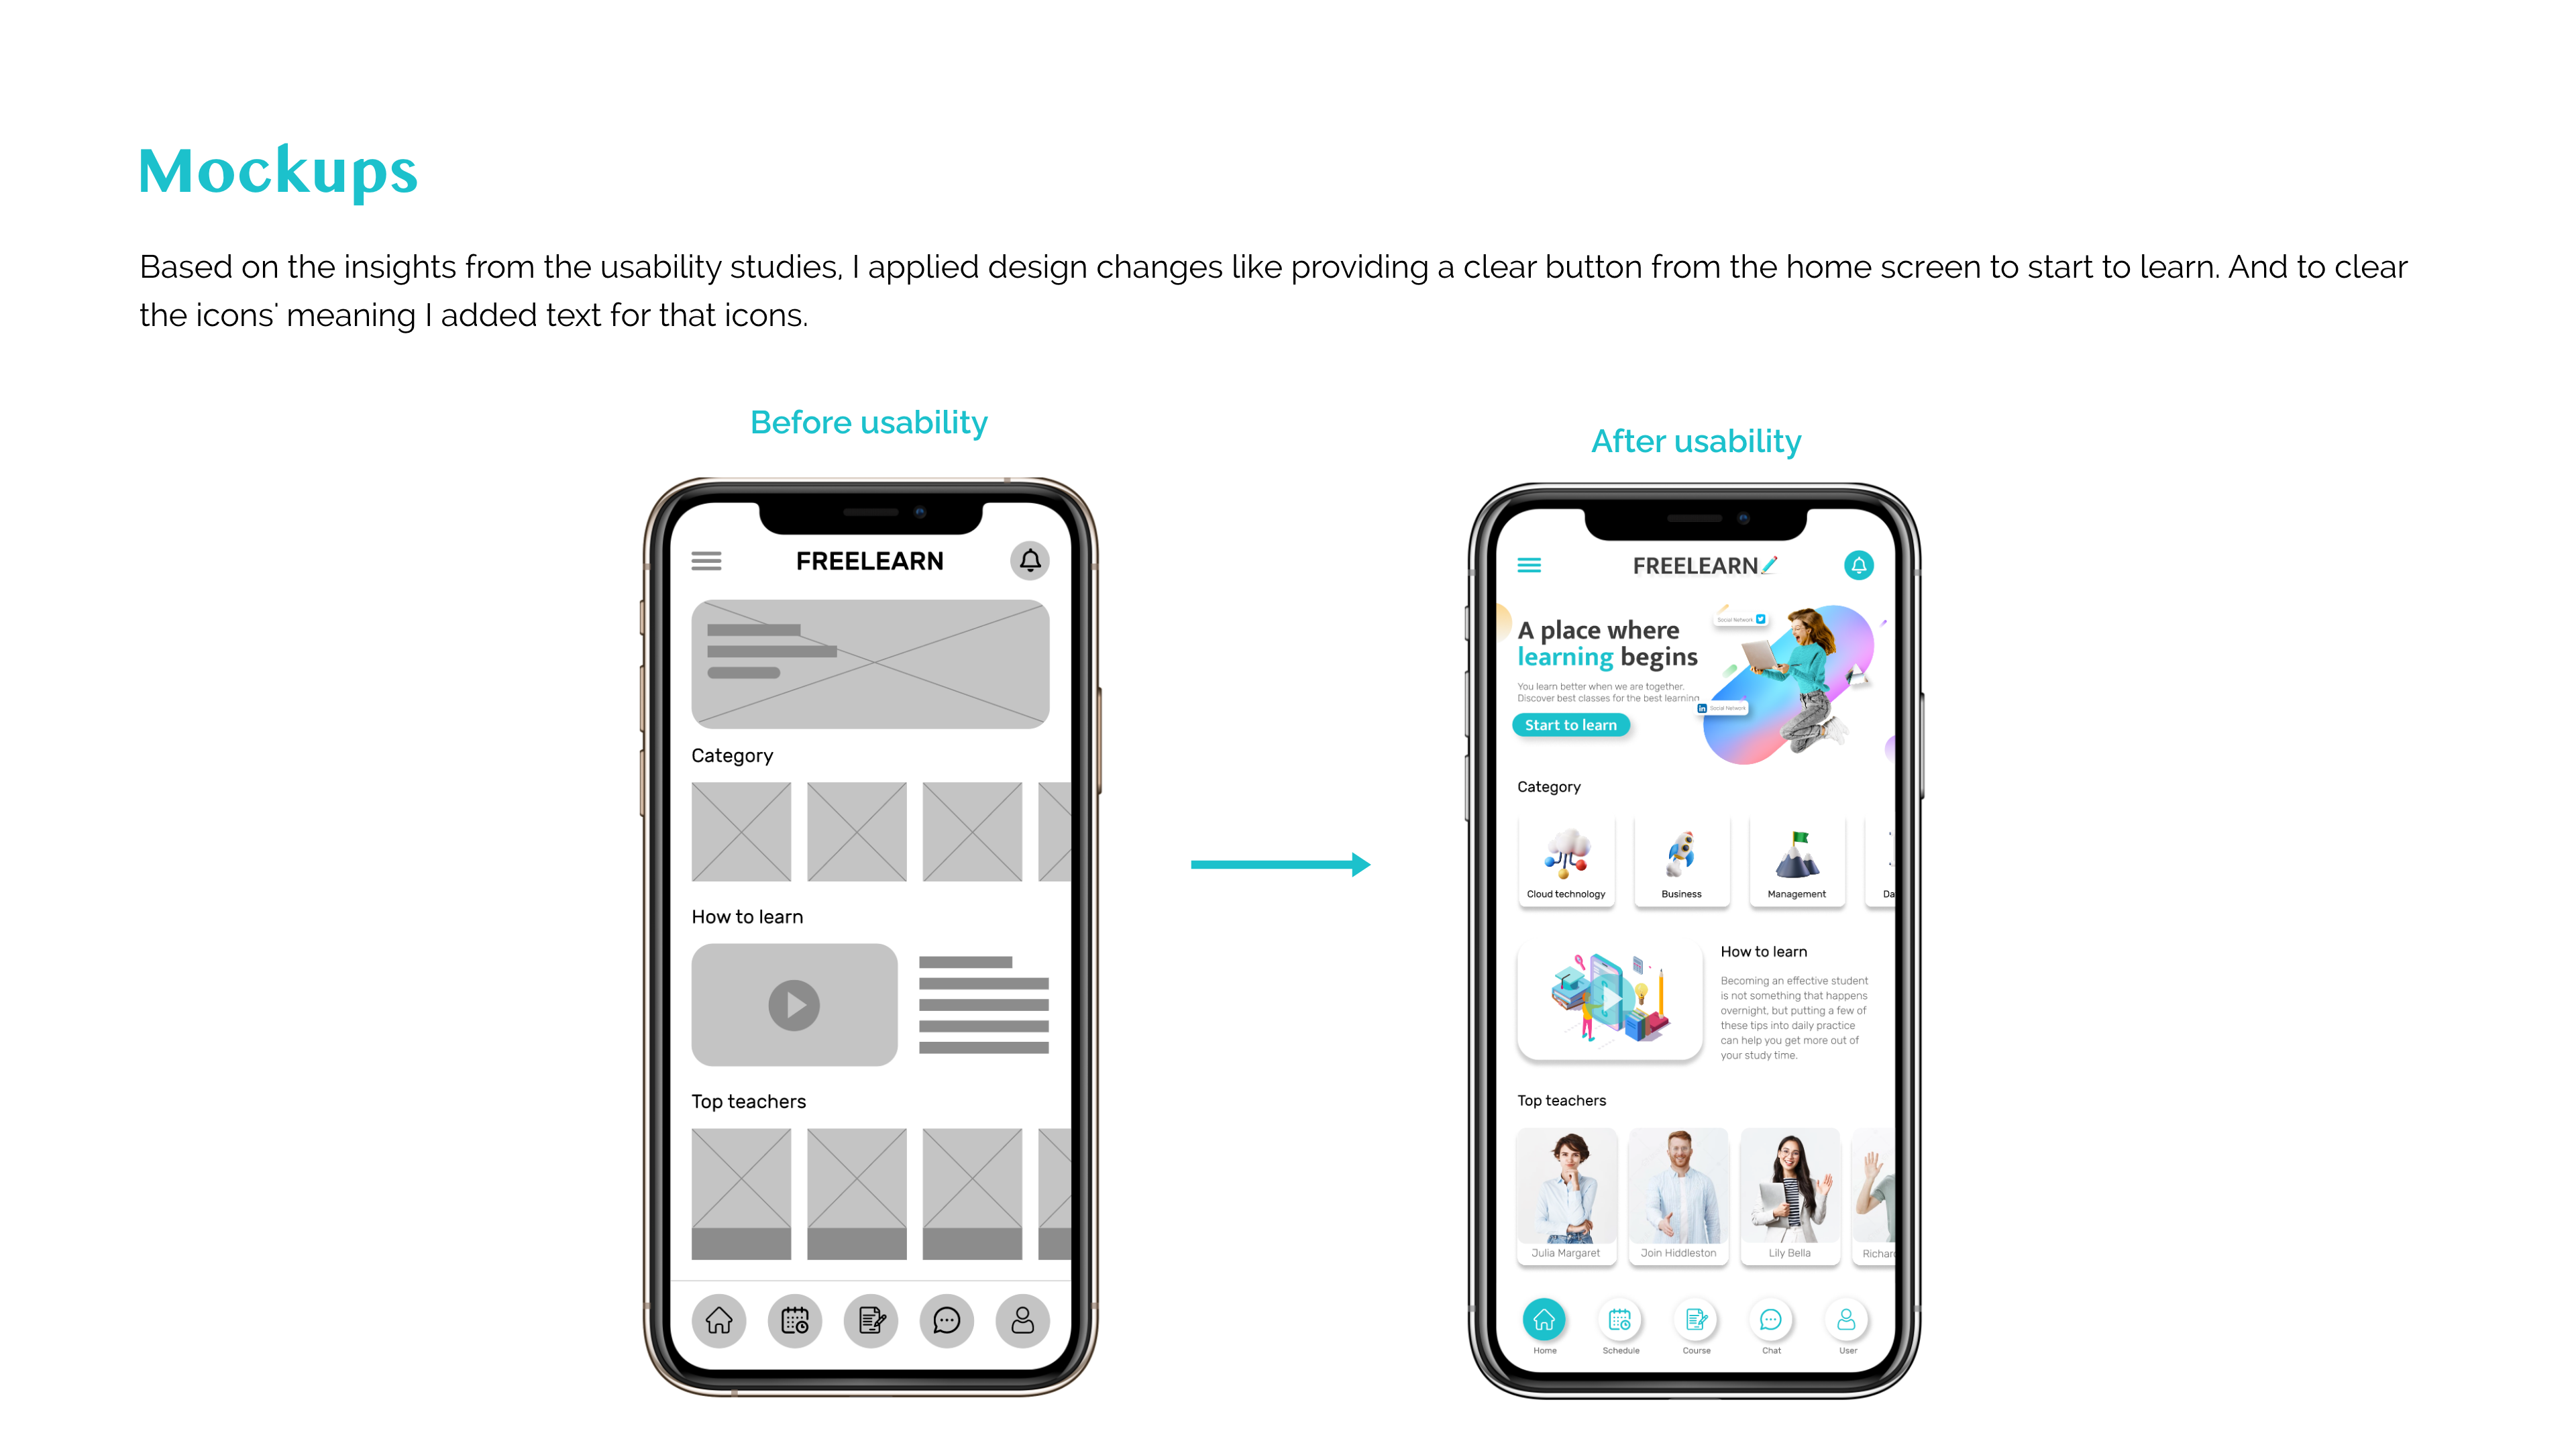 Mockups
Based on the insights from the usability studies, I applied design changes like providing a clear button from the home screen to start to learn. And to clear
the icons' meaning I added text for that icons.
Before usability
FREELEARN
Category
How to learn
Top teachers
After usability
FREELEARN
A place where
learning begins
You learn better when we are together.
Discover best classes for the best learning
Start to learn
Social Network
Social Network
Category
Cloud technology
Business
Management
Da
How to learn
Becoming an effective student
is not something that happens
overnight, but putting a few of
these tips into daily practice
can help you get more out of
your study time.
Top teachers
Julia Margaret
Join Hiddleston
Lily Bella
Richar
Home
Schedule
Course
Chat
User